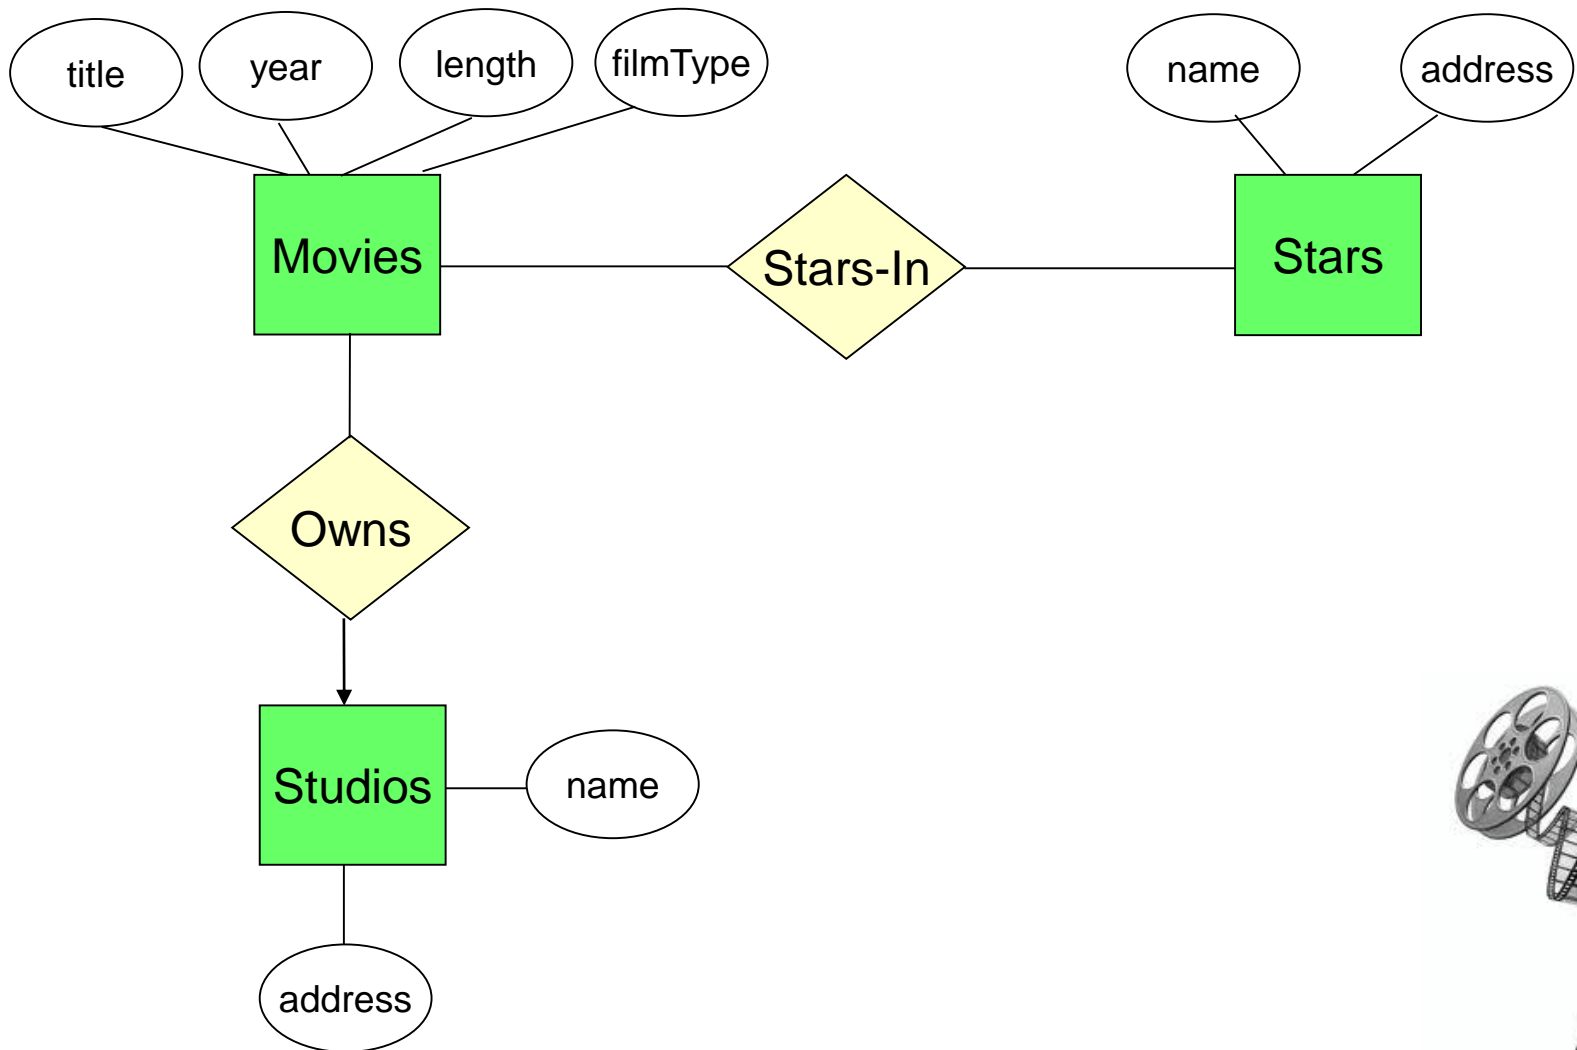 title
year
length
filmType
name
address
Movies
Stars-In
Stars
Owns
Studios
name
address